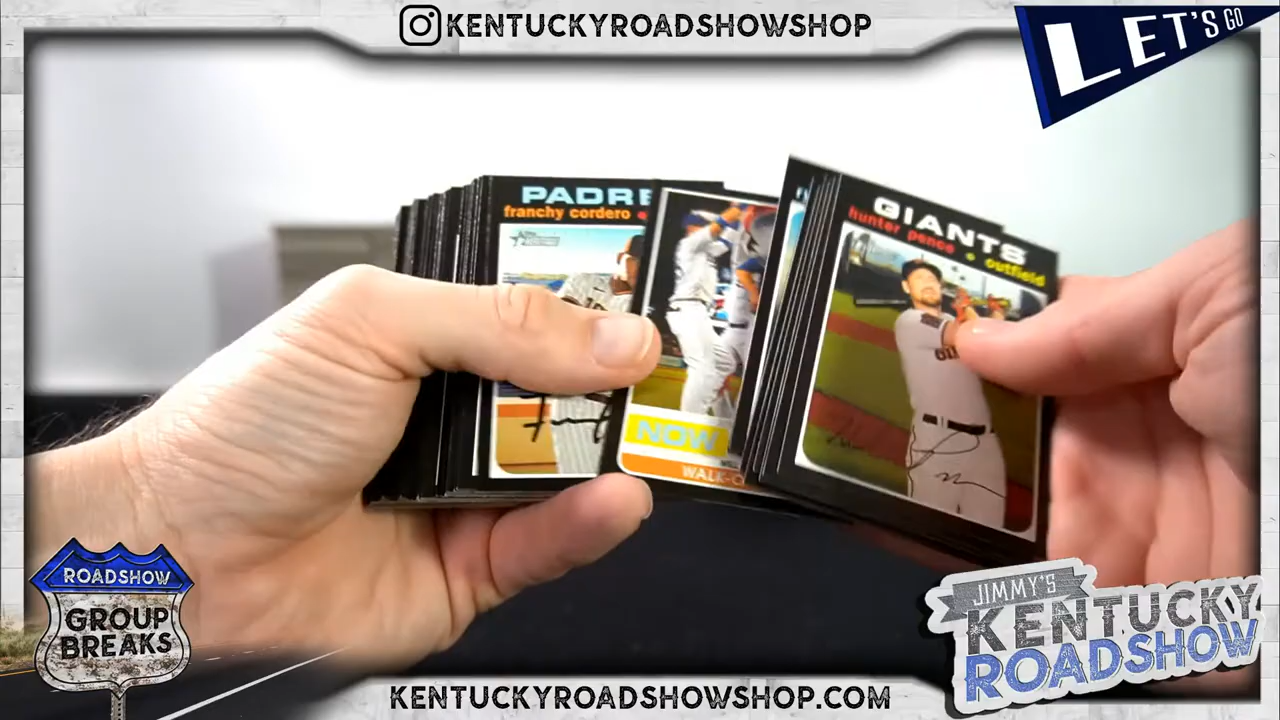 KENTUCKYROADSHOWSHOP
LET'S GO
PADRE
franchy cordero
GIANTS
hunter pence • outfield
NOW
WALK-O
ROADSHOW
GROUP
BREAKS
JIMMY'S
KENTUCKY
ROADSHOW
KENTUCKYROADSHOWSHOP.COM